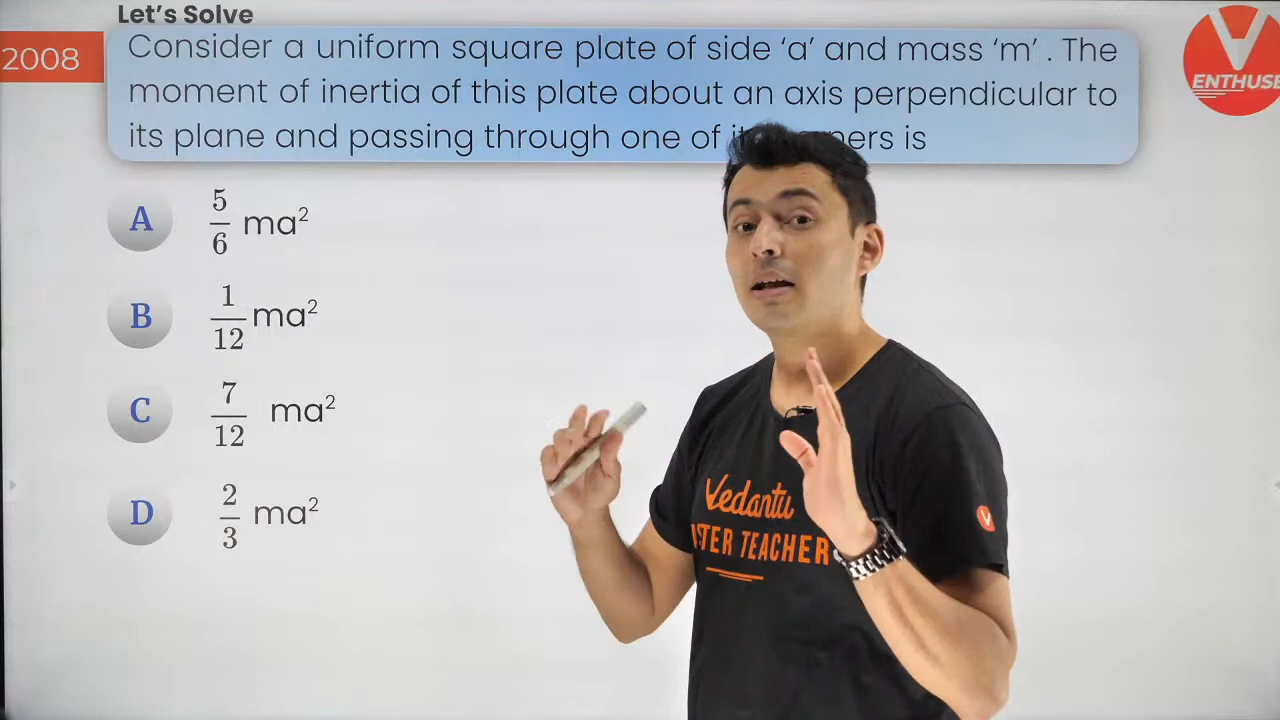 Let's Solve
2008
Consider a uniform square plate of side 'a' and mass 'm' . The
moment of inertia of this plate about an axis perpendicular to
its plane and passing through one of is
A 5/6 ma²
B 1/12 ma²
C 7/12 ma²
D 2/3 ma²
V
ENTHUSE
Vedantu
TER TEACHER